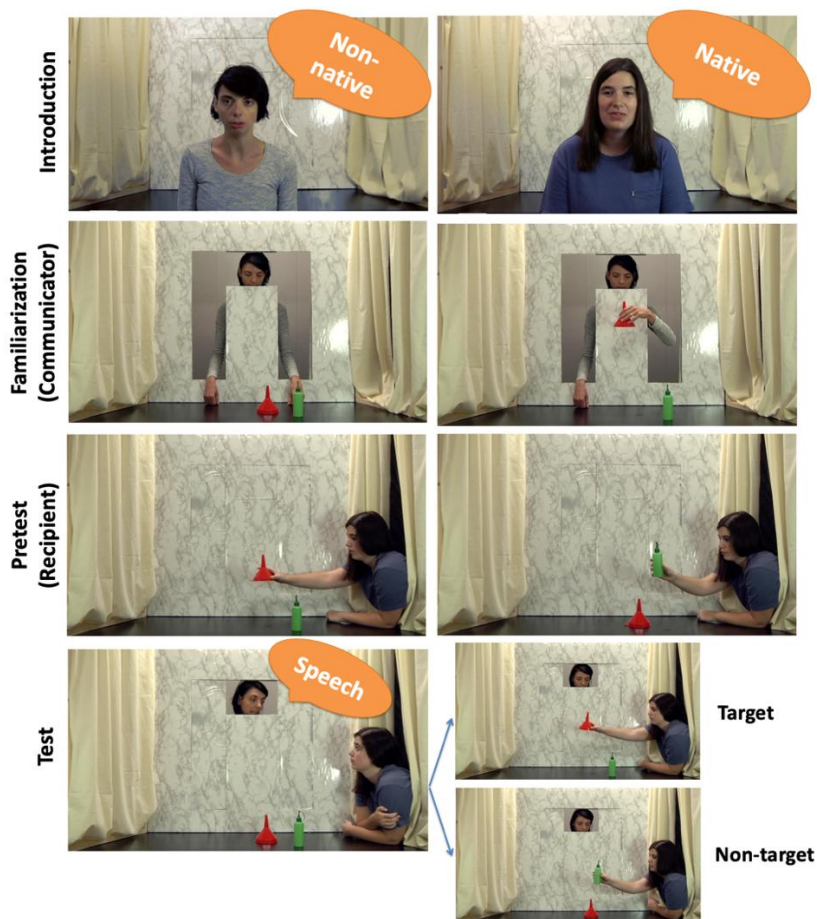 Introduction
Non-
native
Native
Familiarization
(Communicator)
Pretest
(Recipient)
Test
Speech
Target
Non-target